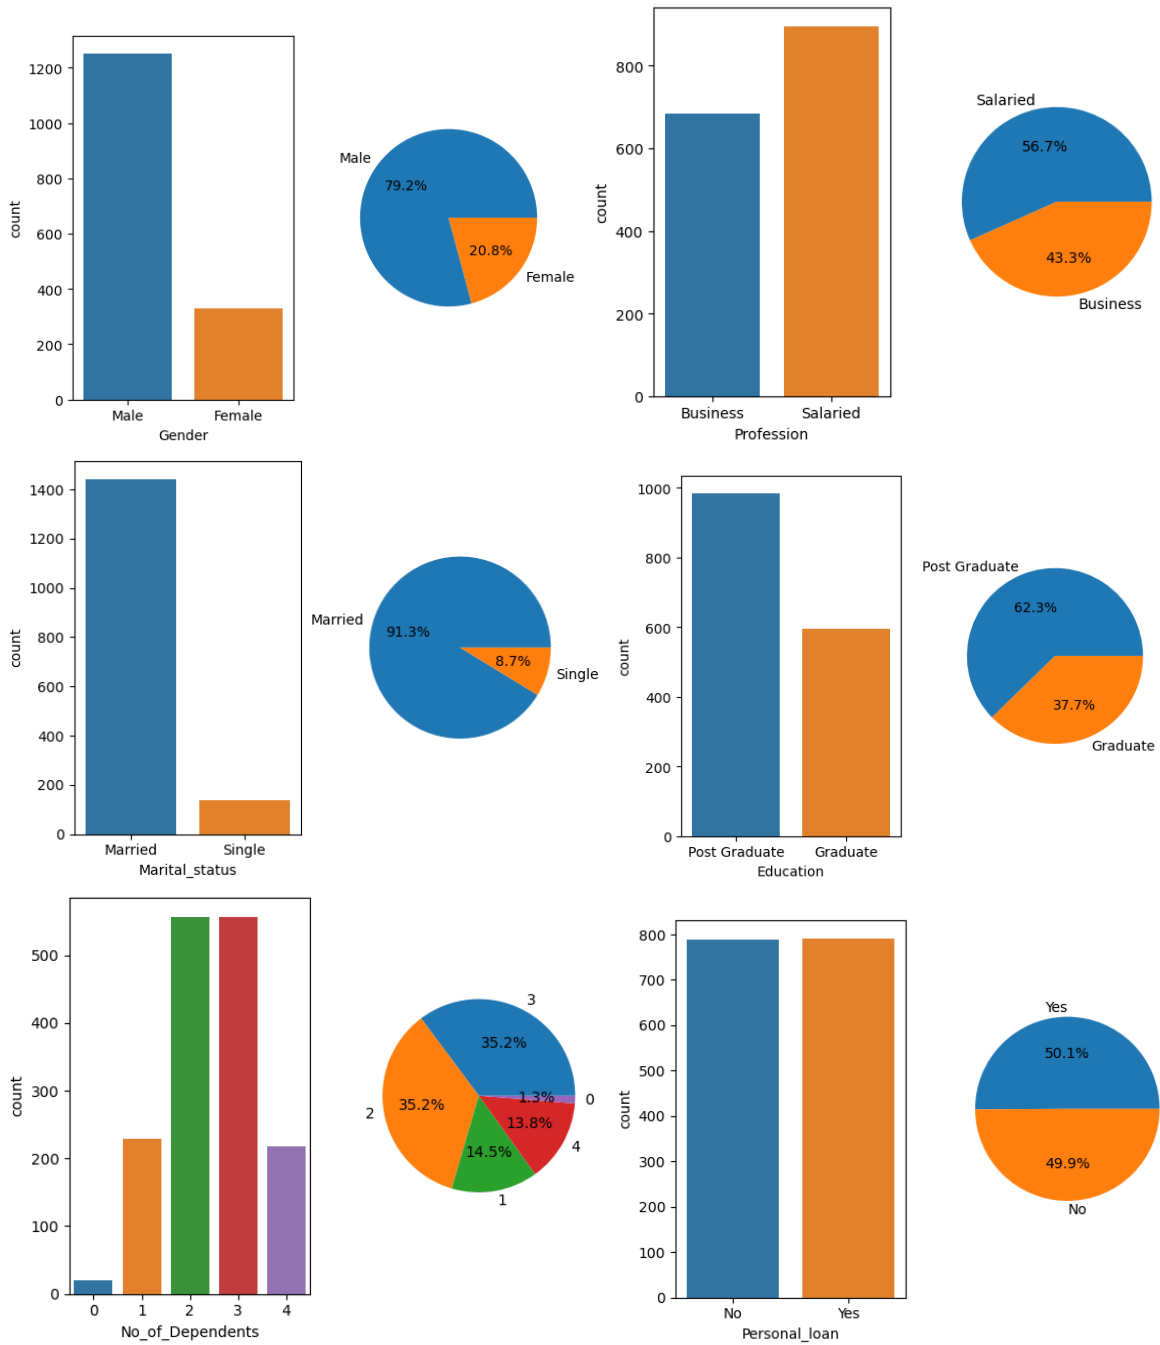 count
1200
1000
800
600
400
200
0
Male
Female
Gender
Male
79.2%
20.8%
Female
count
800
600
400
200
0
Business
Salaried
Profession
Salaried
56.7%
43.3%
Business
count
1400
1200
1000
800
600
400
200
0
Married
Single
Marital_status
Married
91.3%
8.7%
Single
count
1000
800
600
400
200
0
Post Graduate
Graduate
Education
Post Graduate
62.3%
37.7%
Graduate
count
500
400
300
200
100
0
0
1
2
3
4
No_of_Dependents
3
35.2%
1.3%
0
2
35.2%
13.8%
4
14.5%
1
count
800
700
600
500
400
300
200
100
0
No
Yes
Personal_loan
Yes
50.1%
49.9%
No